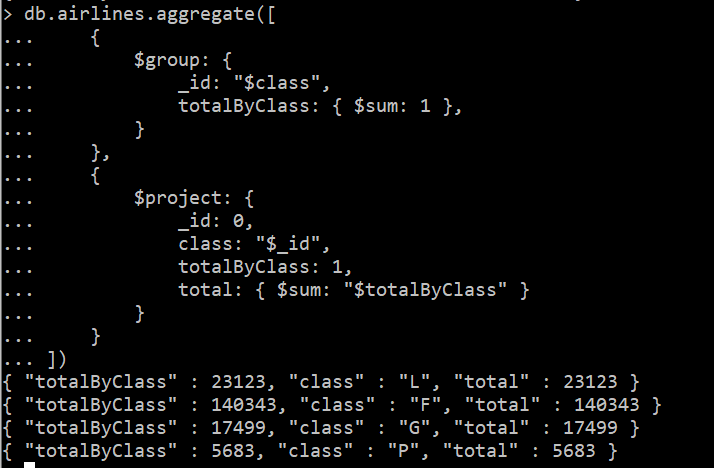 > db.airlines.aggregate([
...     {
...         $group: {
...             _id: "$class",
...             totalByClass: { $sum: 1 },
...         }
...     },
...     {
...         $project: {
...             _id: 0,
...             class: "$_id",
...             totalByClass: 1,
...             total: { $sum: "$totalByClass" }
...         }
...     }
... ])
{ "totalByClass" : 23123, "class" : "L", "total" : 23123 }
{ "totalByClass" : 140343, "class" : "F", "total" : 140343 }
{ "totalByClass" : 17499, "class" : "G", "total" : 17499 }
{ "totalByClass" : 5683, "class" : "P", "total" : 5683 }